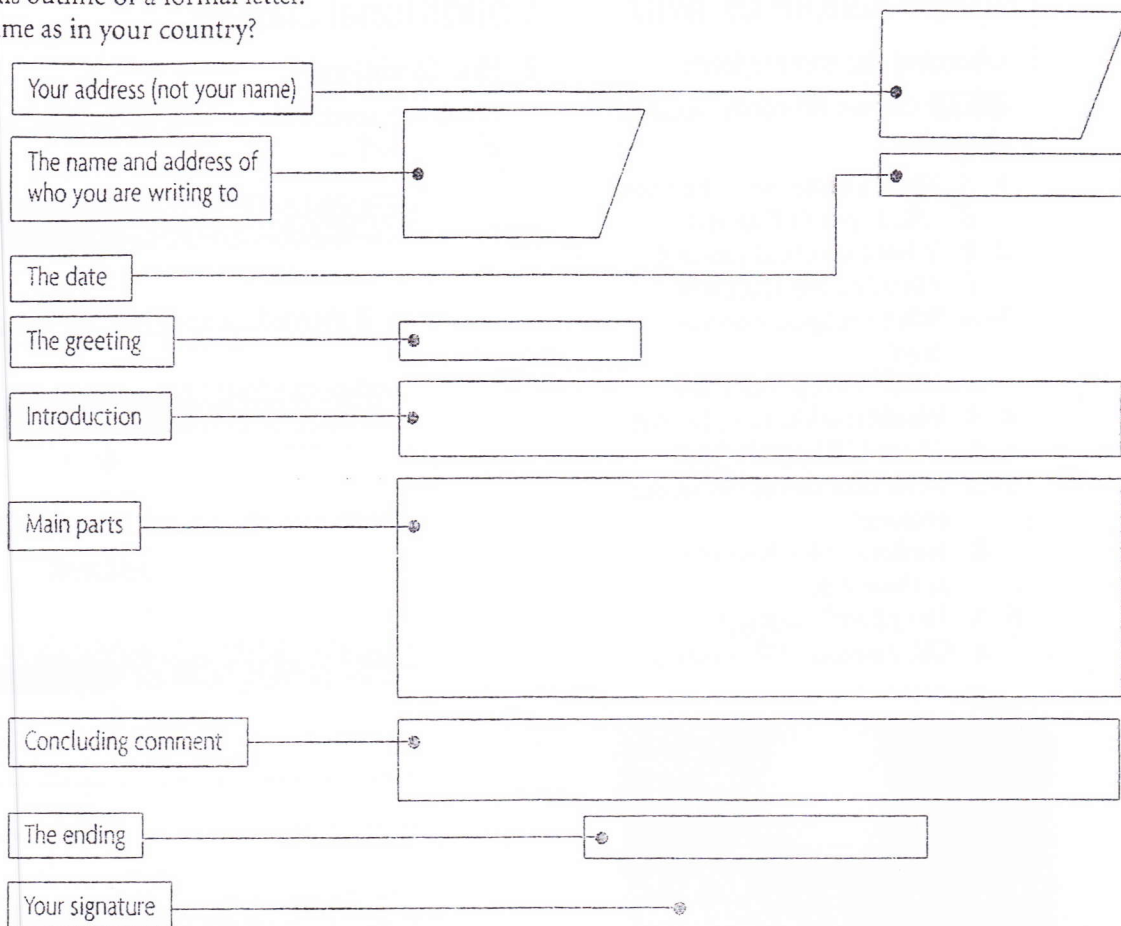 is outline of a formal letter.
me as in your country?
Your address (not your name)
The name and address of
who you are writing to
The date
The greeting
Introduction
Main parts
Concluding comment
The ending
Your signature